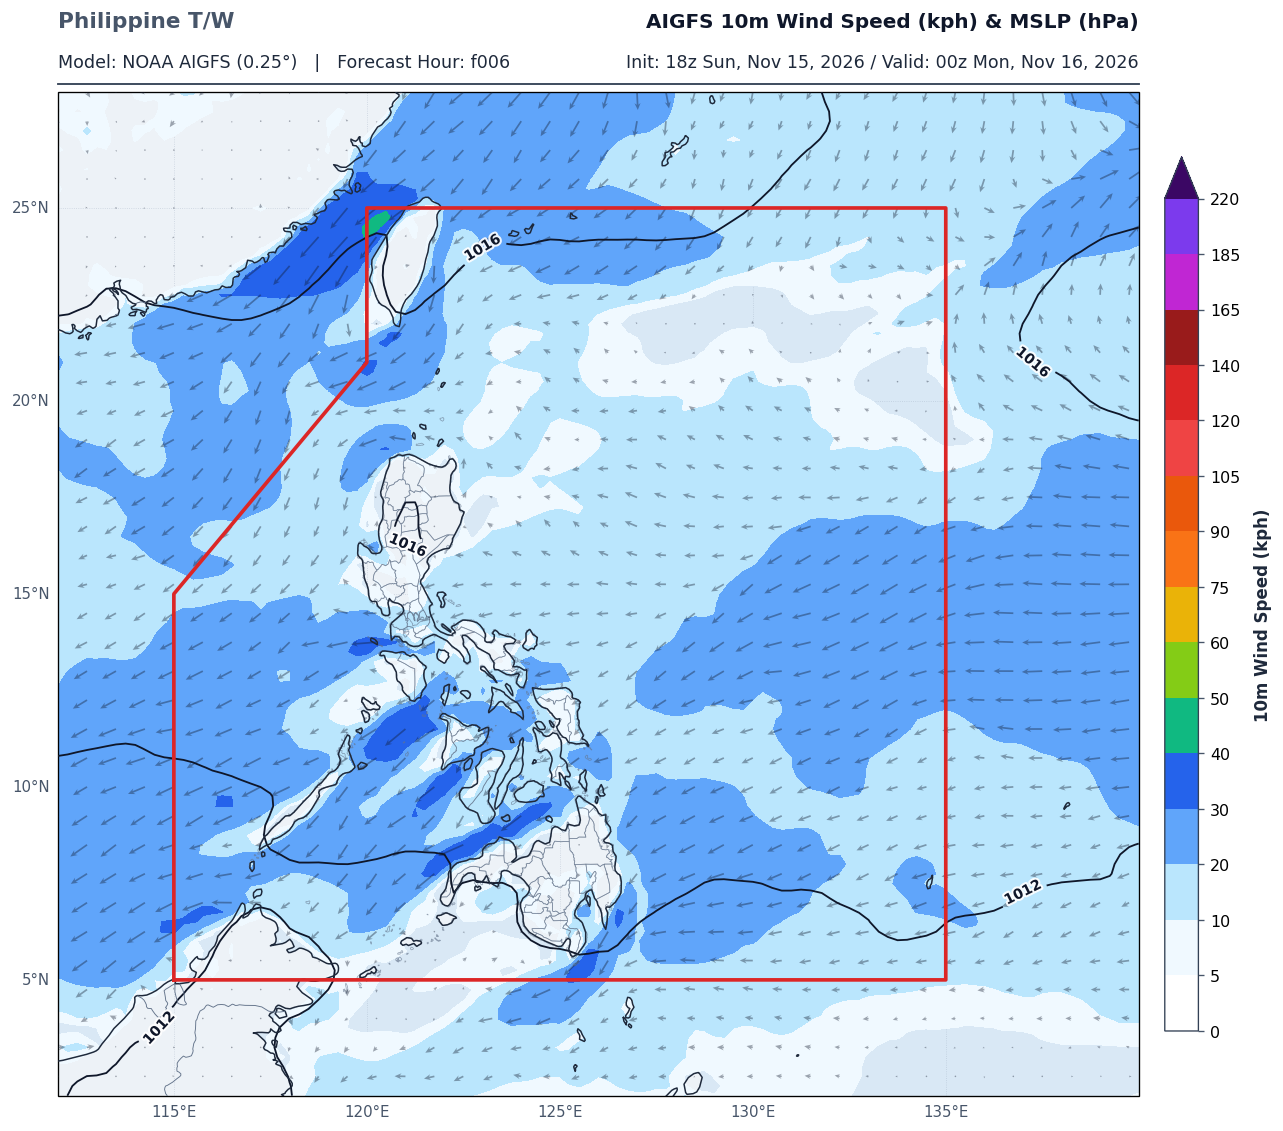 Philippine T/W
AIGFS 10m Wind Speed (kph) & MSLP (hPa)
Model: NOAA AIGFS (0.25°)   |   Forecast Hour: f006
Init: 18z Sun, Nov 15, 2026 / Valid: 00z Mon, Nov 16, 2026
25°N
20°N
15°N
10°N
5°N
115°E
120°E
125°E
130°E
135°E
1016
1016
1016
1012
1012
220
185
165
140
120
105
90
75
60
50
40
30
20
10
5
0
10m Wind Speed (kph)